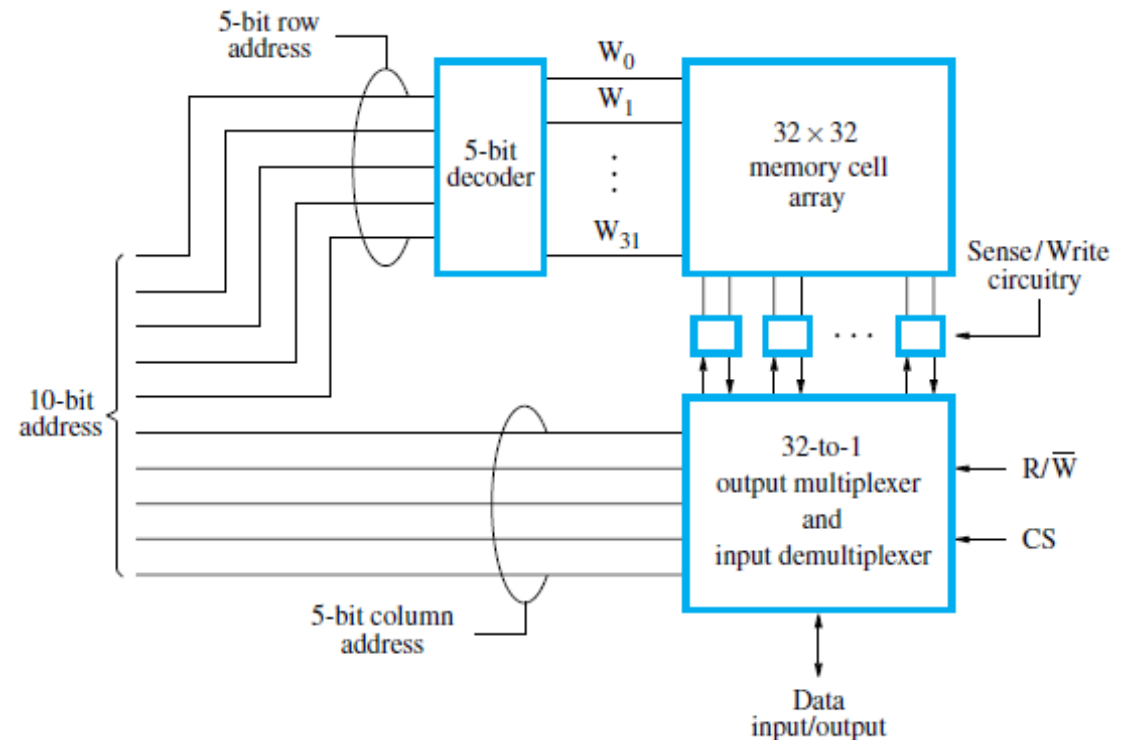 5-bit row
address
W₀
W₁
5-bit
decoder
⋮
W₃₁
32 × 32
memory cell
array
Sense/Write
circuitry
· · ·
10-bit
address
32-to-1
output multiplexer
and
input demultiplexer
R/W̅
CS
5-bit column
address
Data
input/output